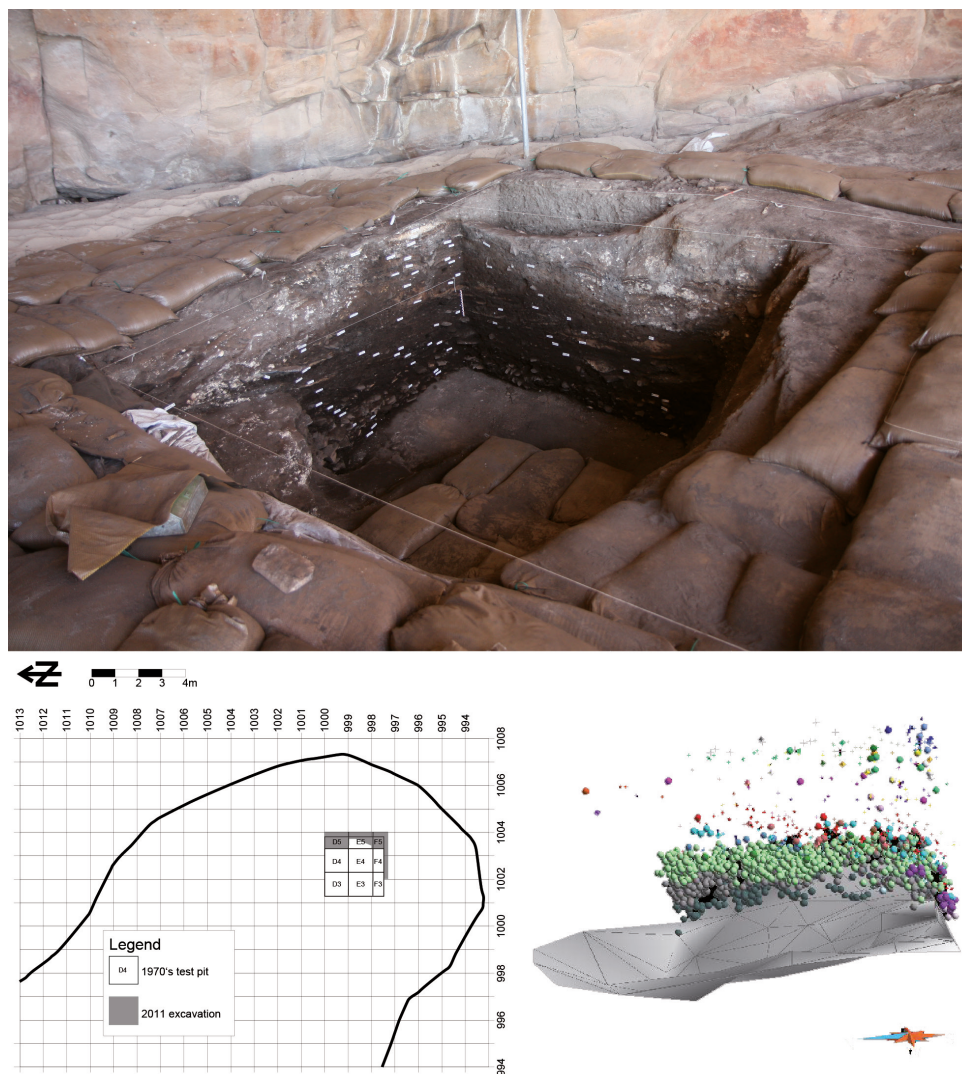 N
0 1 2 3 4m
1013 1012 1011 1010 1009 1008 1007 1006 1005 1004 1003 1002 1001 1000 999 998 997 996 995 994
1008
1006
1004
1002
1000
998
996
994
D5 E5 F5
D4 E4 F4
D3 E3 F3
Legend
D4 1970's test pit
2011 excavation